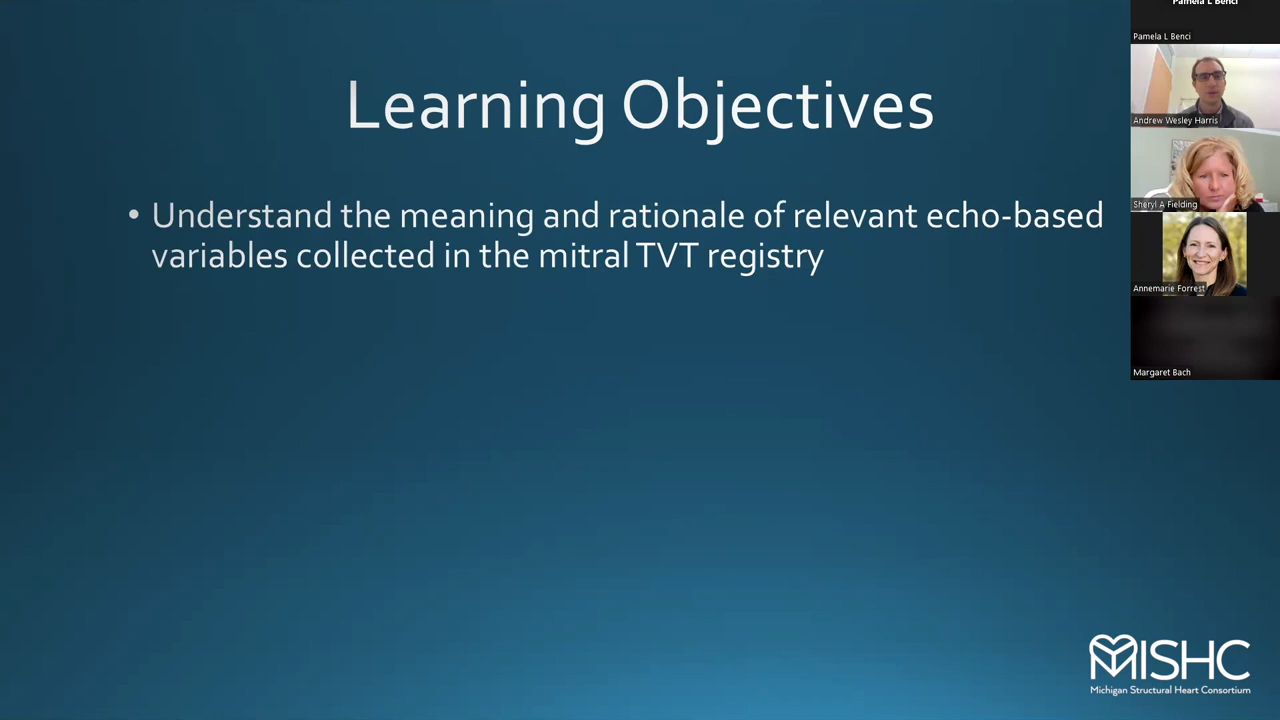 Learning Objectives
• Understand the meaning and rationale of relevant echo-based
variables collected in the mitral TVT registry
Pamela L Benci
Pamela L Benci
Andrew Wesley Harris
Sheryl A Fielding
Annemarie Forrest
Margaret Bach
MISHC
Michigan Structural Heart Consortium